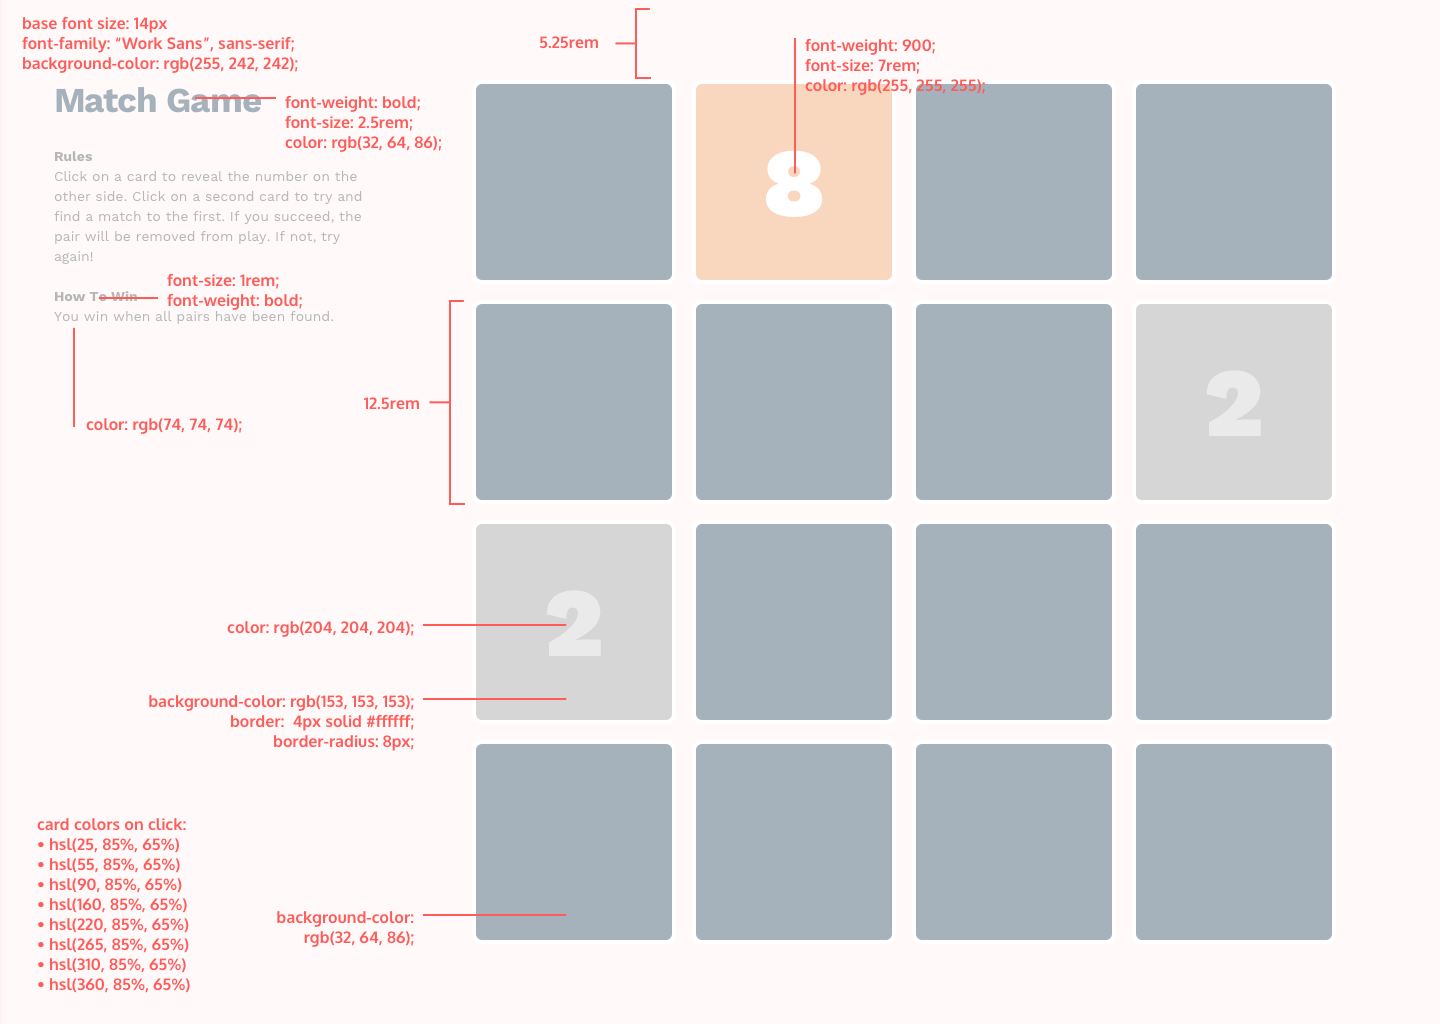 base font size: 14px
font-family: “Work Sans”, sans-serif;
background-color: rgb(255, 242, 242);
Match Game
font-weight: bold;
font-size: 2.5rem;
color: rgb(32, 64, 86);
Rules
Click on a card to reveal the number on the
other side. Click on a second card to try and
find a match to the first. If you succeed, the
pair will be removed from play. If not, try
again!
font-size: 1rem;
font-weight: bold;
How To Win
You win when all pairs have been found.
color: rgb(74, 74, 74);
5.25rem
font-weight: 900;
font-size: 7rem;
color: rgb(255, 255, 255);
8
12.5rem
2
2
color: rgb(204, 204, 204);
background-color: rgb(153, 153, 153);
border: 4px solid #ffffff;
border-radius: 8px;
card colors on click:
• hsl(25, 85%, 65%)
• hsl(55, 85%, 65%)
• hsl(90, 85%, 65%)
• hsl(160, 85%, 65%)
• hsl(220, 85%, 65%)
• hsl(265, 85%, 65%)
• hsl(310, 85%, 65%)
• hsl(360, 85%, 65%)
background-color:
rgb(32, 64, 86);